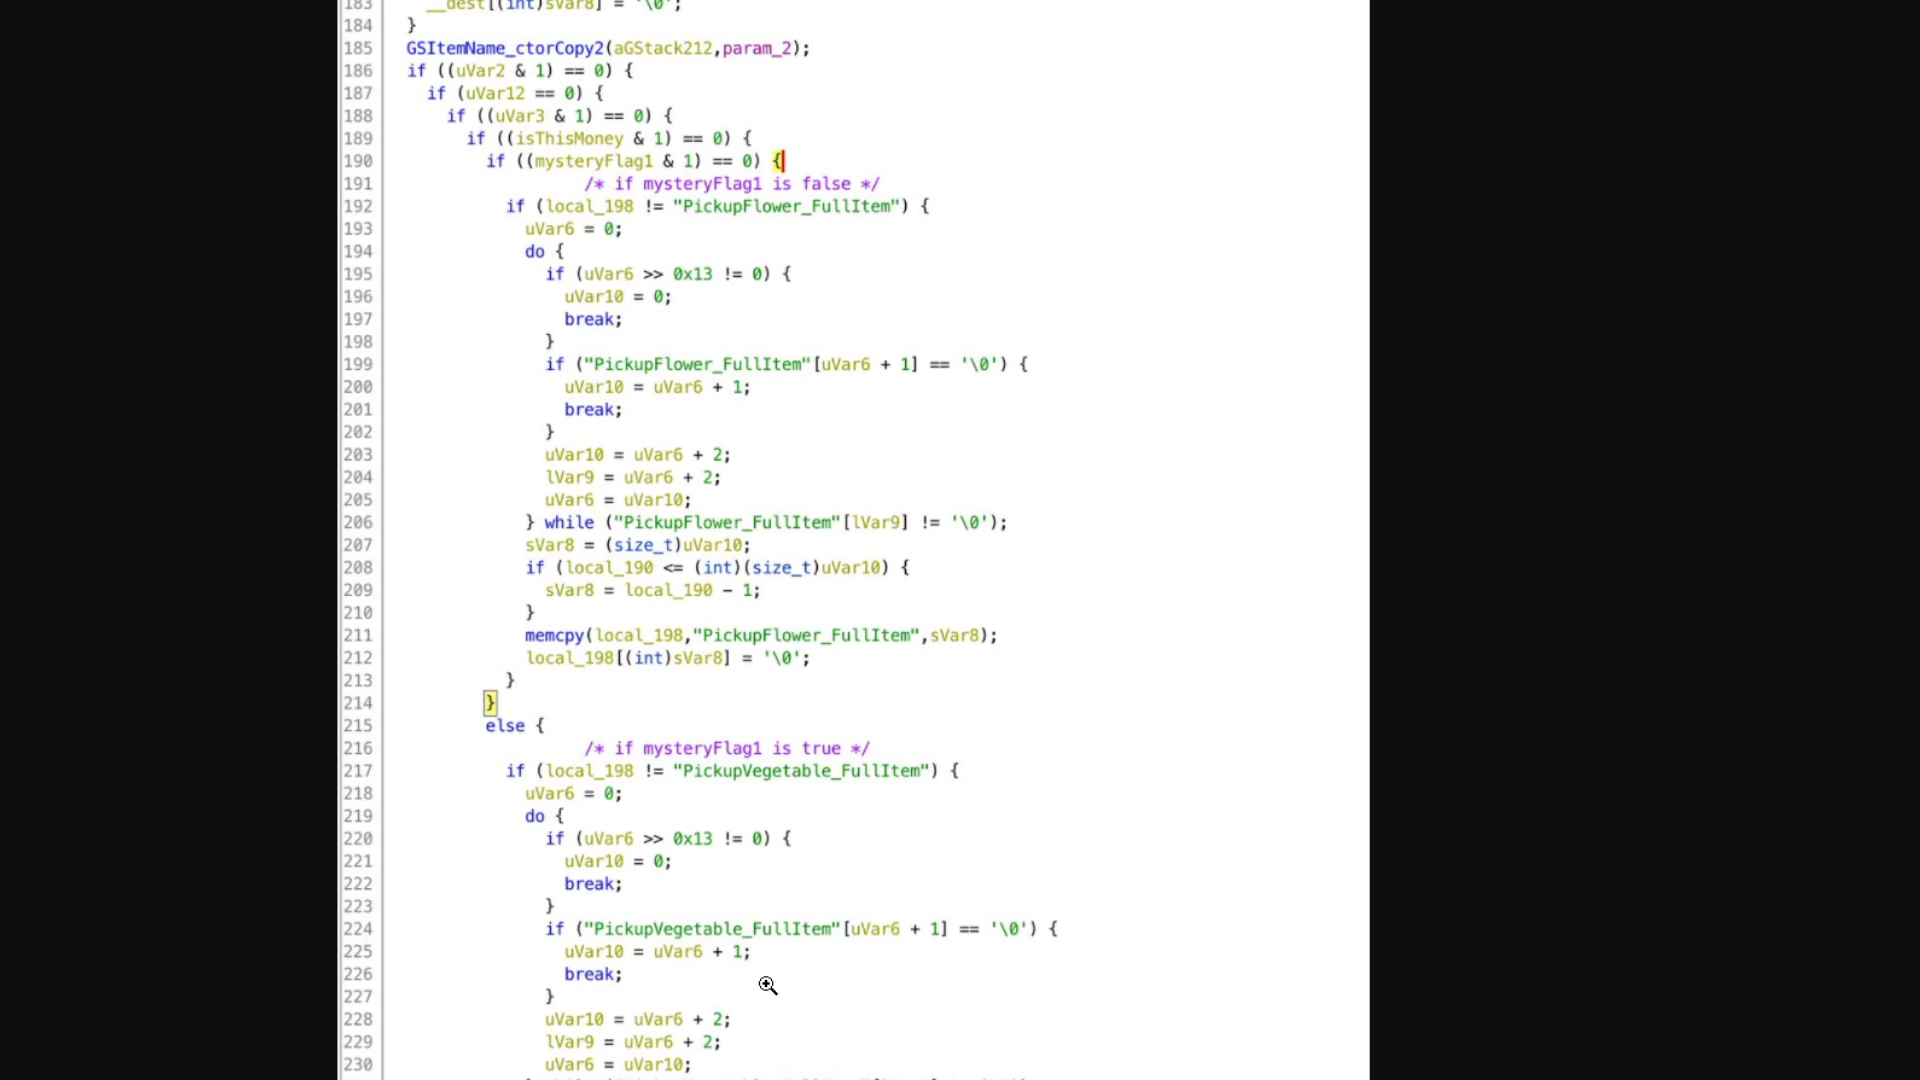 183 __dest[(int)sVar8] = '\0';
184 }
185 GSItemName_ctorCopy2(aGStack212,param_2);
186 if ((uVar2 & 1) == 0) {
187 if (uVar12 == 0) {
188 if ((uVar3 & 1) == 0) {
189 if ((isThisMoney & 1) == 0) {
190 if ((mysteryFlag1 & 1) == 0) {
191 /* if mysteryFlag1 is false */
192 if (local_198 != "PickupFlower_FullItem") {
193 uVar6 = 0;
194 do {
195 if (uVar6 >> 0x13 != 0) {
196 uVar10 = 0;
197 break;
198 }
199 if ("PickupFlower_FullItem"[uVar6 + 1] == '\0') {
200 uVar10 = uVar6 + 1;
201 break;
202 }
203 uVar10 = uVar6 + 2;
204 lVar9 = uVar6 + 2;
205 uVar6 = uVar10;
206 } while ("PickupFlower_FullItem"[lVar9] != '\0');
207 sVar8 = (size_t)uVar10;
208 if (local_190 <= (int)(size_t)uVar10) {
209 sVar8 = local_190 - 1;
210 }
211 memcpy(local_198,"PickupFlower_FullItem",sVar8);
212 local_198[(int)sVar8] = '\0';
213 }
214 }
215 else {
216 /* if mysteryFlag1 is true */
217 if (local_198 != "PickupVegetable_FullItem") {
218 uVar6 = 0;
219 do {
220 if (uVar6 >> 0x13 != 0) {
221 uVar10 = 0;
222 break;
223 }
224 if ("PickupVegetable_FullItem"[uVar6 + 1] == '\0') {
225 uVar10 = uVar6 + 1;
226 break;
227 }
228 uVar10 = uVar6 + 2;
229 lVar9 = uVar6 + 2;
230 uVar6 = uVar10;